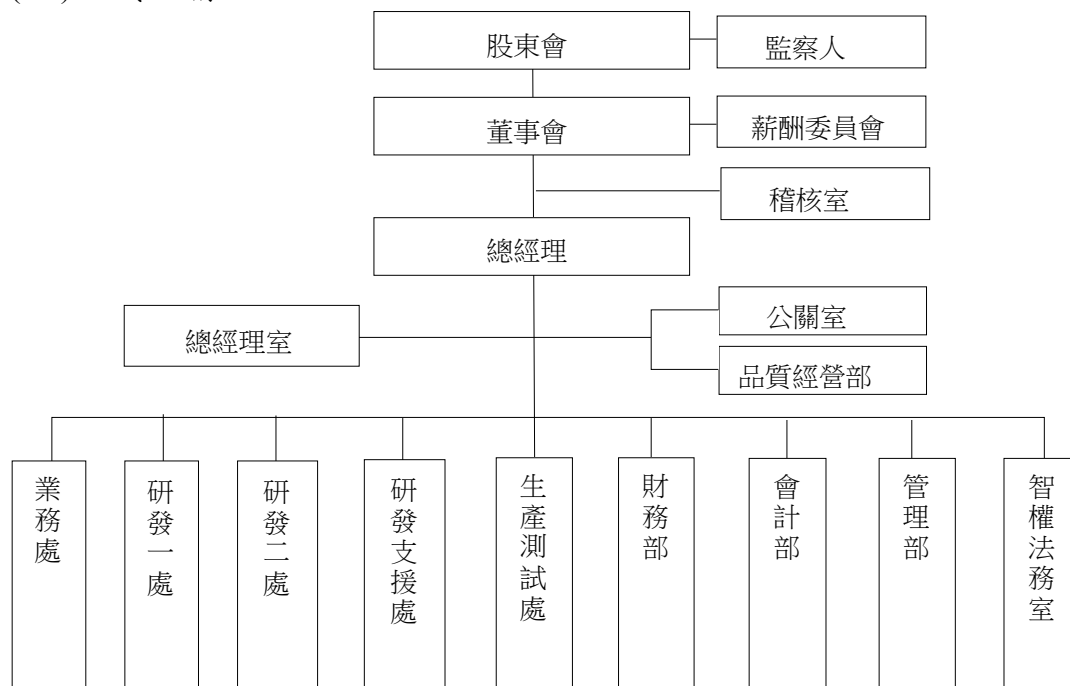 股東會
監察人
董事會
薪酬委員會
稽核室
總經理
公關室
總經理室
品質經營部
業務處
研發一處
研發二處
研發支援處
生產測試處
財務部
會計部
管理部
智權法務室